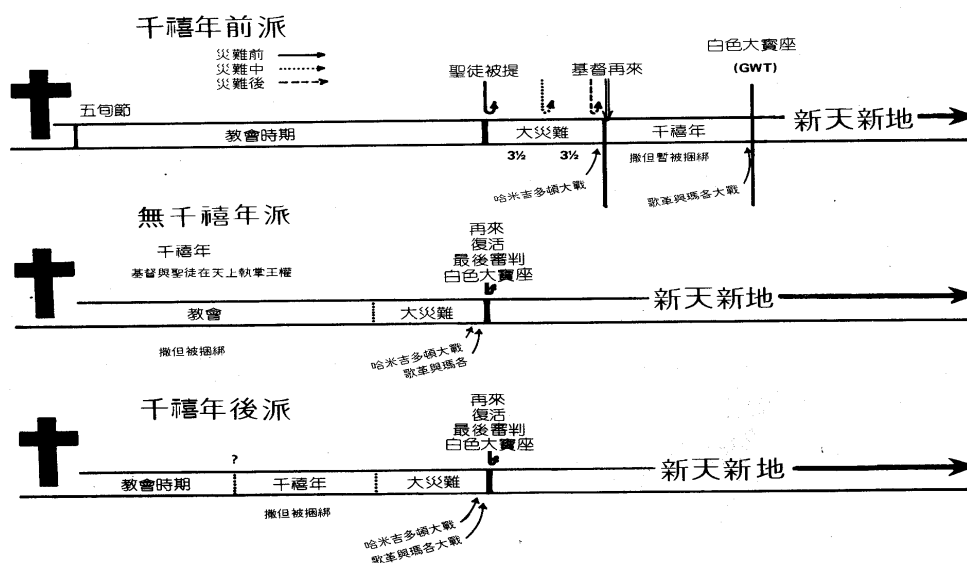 千禧年前派
災難前
災難中
災難後
白色大寶座
(GWT)
聖徒被提
基督再來
五旬節
教會時期
大災難
千禧年
新天新地
3½ 3½
撒但暫被捆綁
哈米吉多頓大戰
歌革與瑪各大戰
無千禧年派
千禧年
基督與聖徒在天上執掌王權
再來
復活
最後審判
白色大寶座
教會
大災難
新天新地
撒但被捆綁
哈米吉多頓大戰
歌革與瑪各
千禧年後派
再來
復活
最後審判
白色大寶座
?
教會時期
千禧年
大災難
新天新地
撒但被捆綁
哈米吉多頓大戰
歌革與瑪各大戰